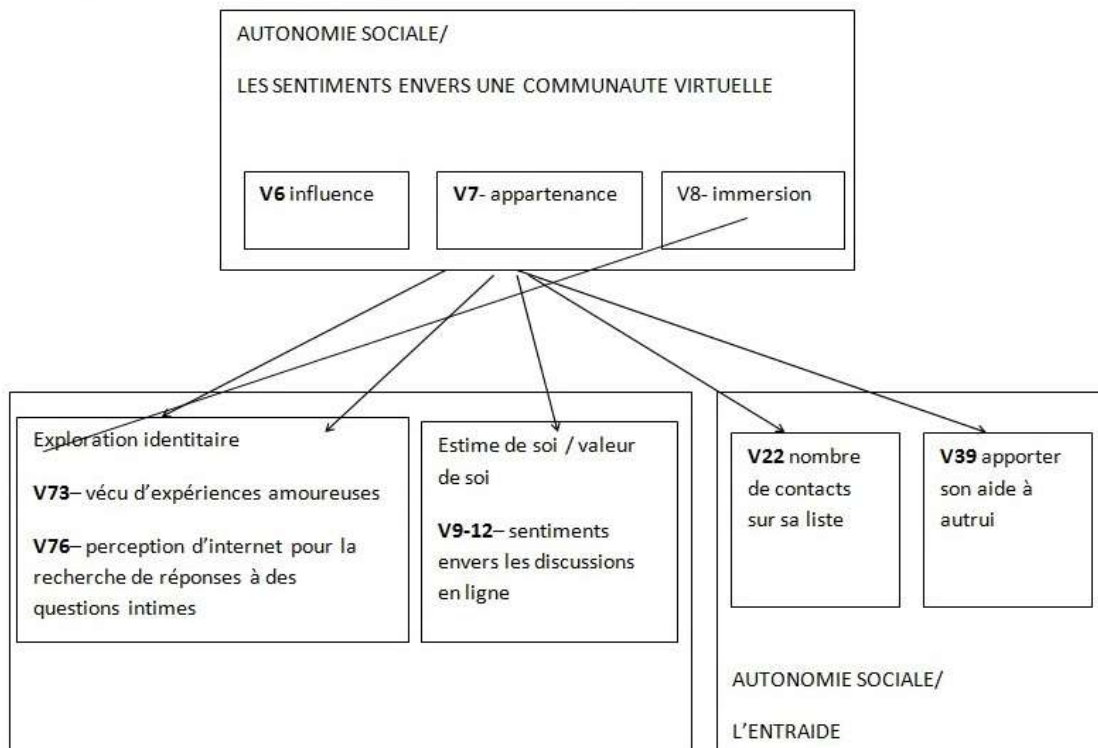 AUTONOMIE SOCIALE/
LES SENTIMENTS ENVERS UNE COMMUNAUTE VIRTUELLE
V6 influence
V7- appartenance
V8- immersion
Exploration identitaire
V73– vécu d'expériences amoureuses
V76– perception d'internet pour la
recherche de réponses à des
questions intimes
Estime de soi / valeur
de soi
V9-12– sentiments
envers les discussions
en ligne
V22 nombre
de contacts
sur sa liste
V39 apporter
son aide à
autrui
AUTONOMIE SOCIALE/
L'ENTRAIDE